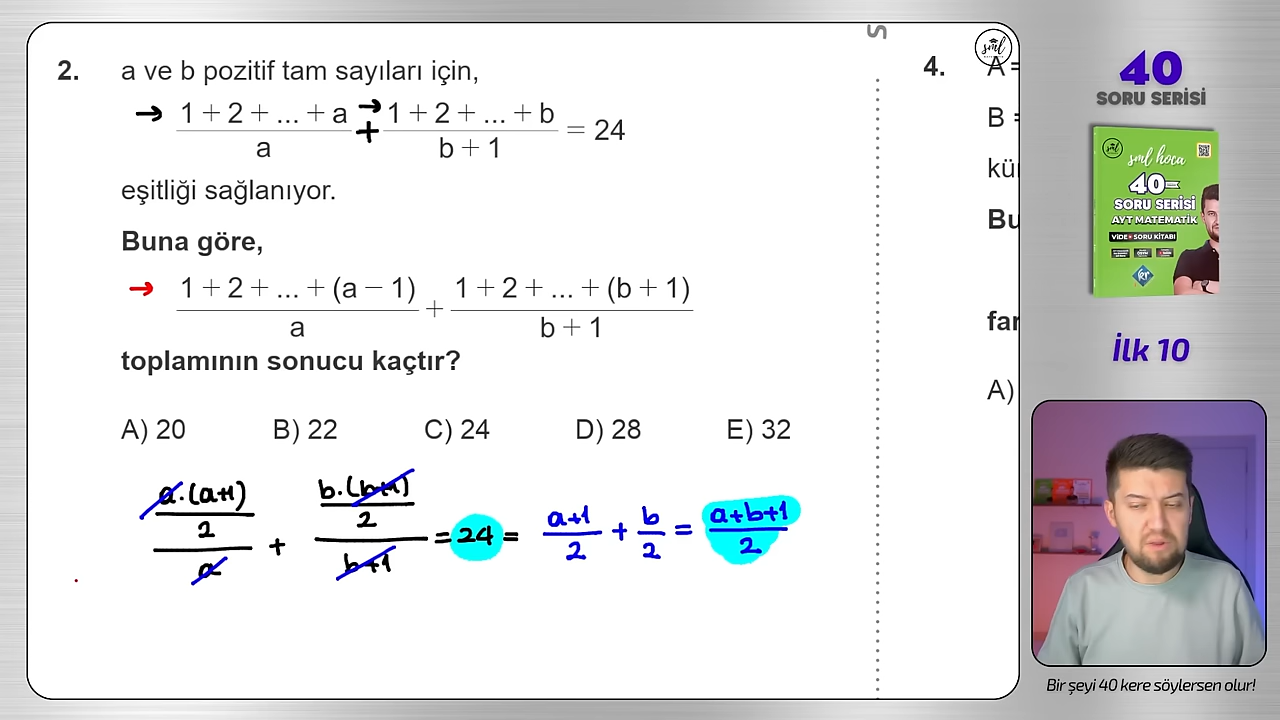 2. a ve b pozitif tam sayıları için,
→ 1 + 2 + ... + a / a + → 1 + 2 + ... + b / b + 1 = 24
eşitliği sağlanıyor.
Buna göre,
→ 1 + 2 + ... + (a − 1) / a + 1 + 2 + ... + (b + 1) / b + 1
toplamının sonucu kaçtır?
A) 20 B) 22 C) 24 D) 28 E) 32
a.(a+1) / 2 / a + b.(b+1) / 2 / b+1 = 24 = a+1 / 2 + b / 2 = a+b+1 / 2
S
sml
4. A =
B =
kü
Bu
far
A)
40
SORU SERİSİ
sml hoca
40
SORU SERİSİ
AYT MATEMATİK
VİDEO SORU KİTABI
kr
İlk 10
Bir şeyi 40 kere söylersen olur!